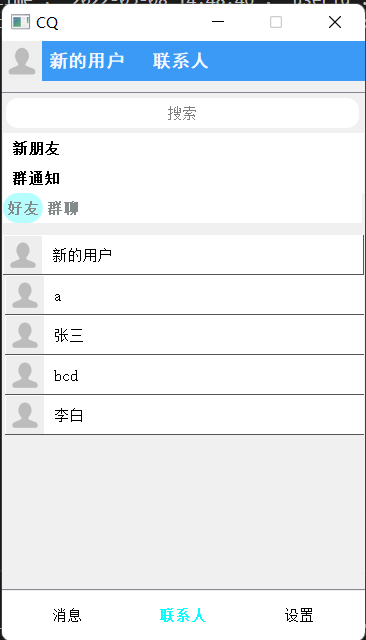 CQ
新的用户 联系人
搜索
新朋友
群通知
好友 群聊
新的用户
a
张三
bcd
李白
消息 联系人 设置